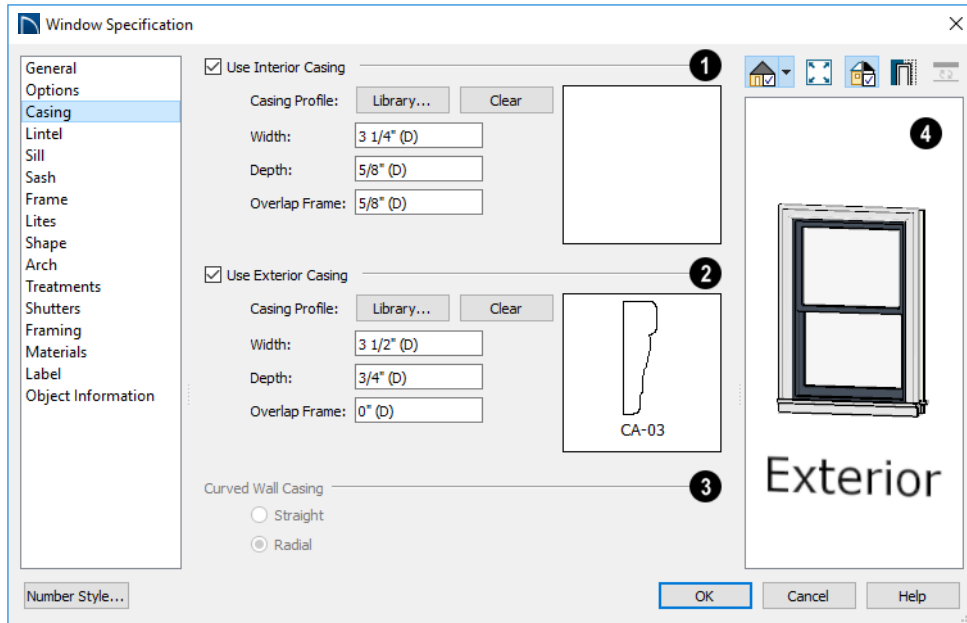 Window Specification
General
Options
Casing
Lintel
Sill
Sash
Frame
Lites
Shape
Arch
Treatments
Shutters
Framing
Materials
Label
Object Information
Use Interior Casing 1
Casing Profile: Library... Clear
Width: 3 1/4" (D)
Depth: 5/8" (D)
Overlap Frame: 5/8" (D)
Use Exterior Casing 2
Casing Profile: Library... Clear
Width: 3 1/2" (D)
Depth: 3/4" (D)
Overlap Frame: 0" (D)
CA-03
Curved Wall Casing 3
Straight
Radial
4
Exterior
Number Style... OK Cancel Help